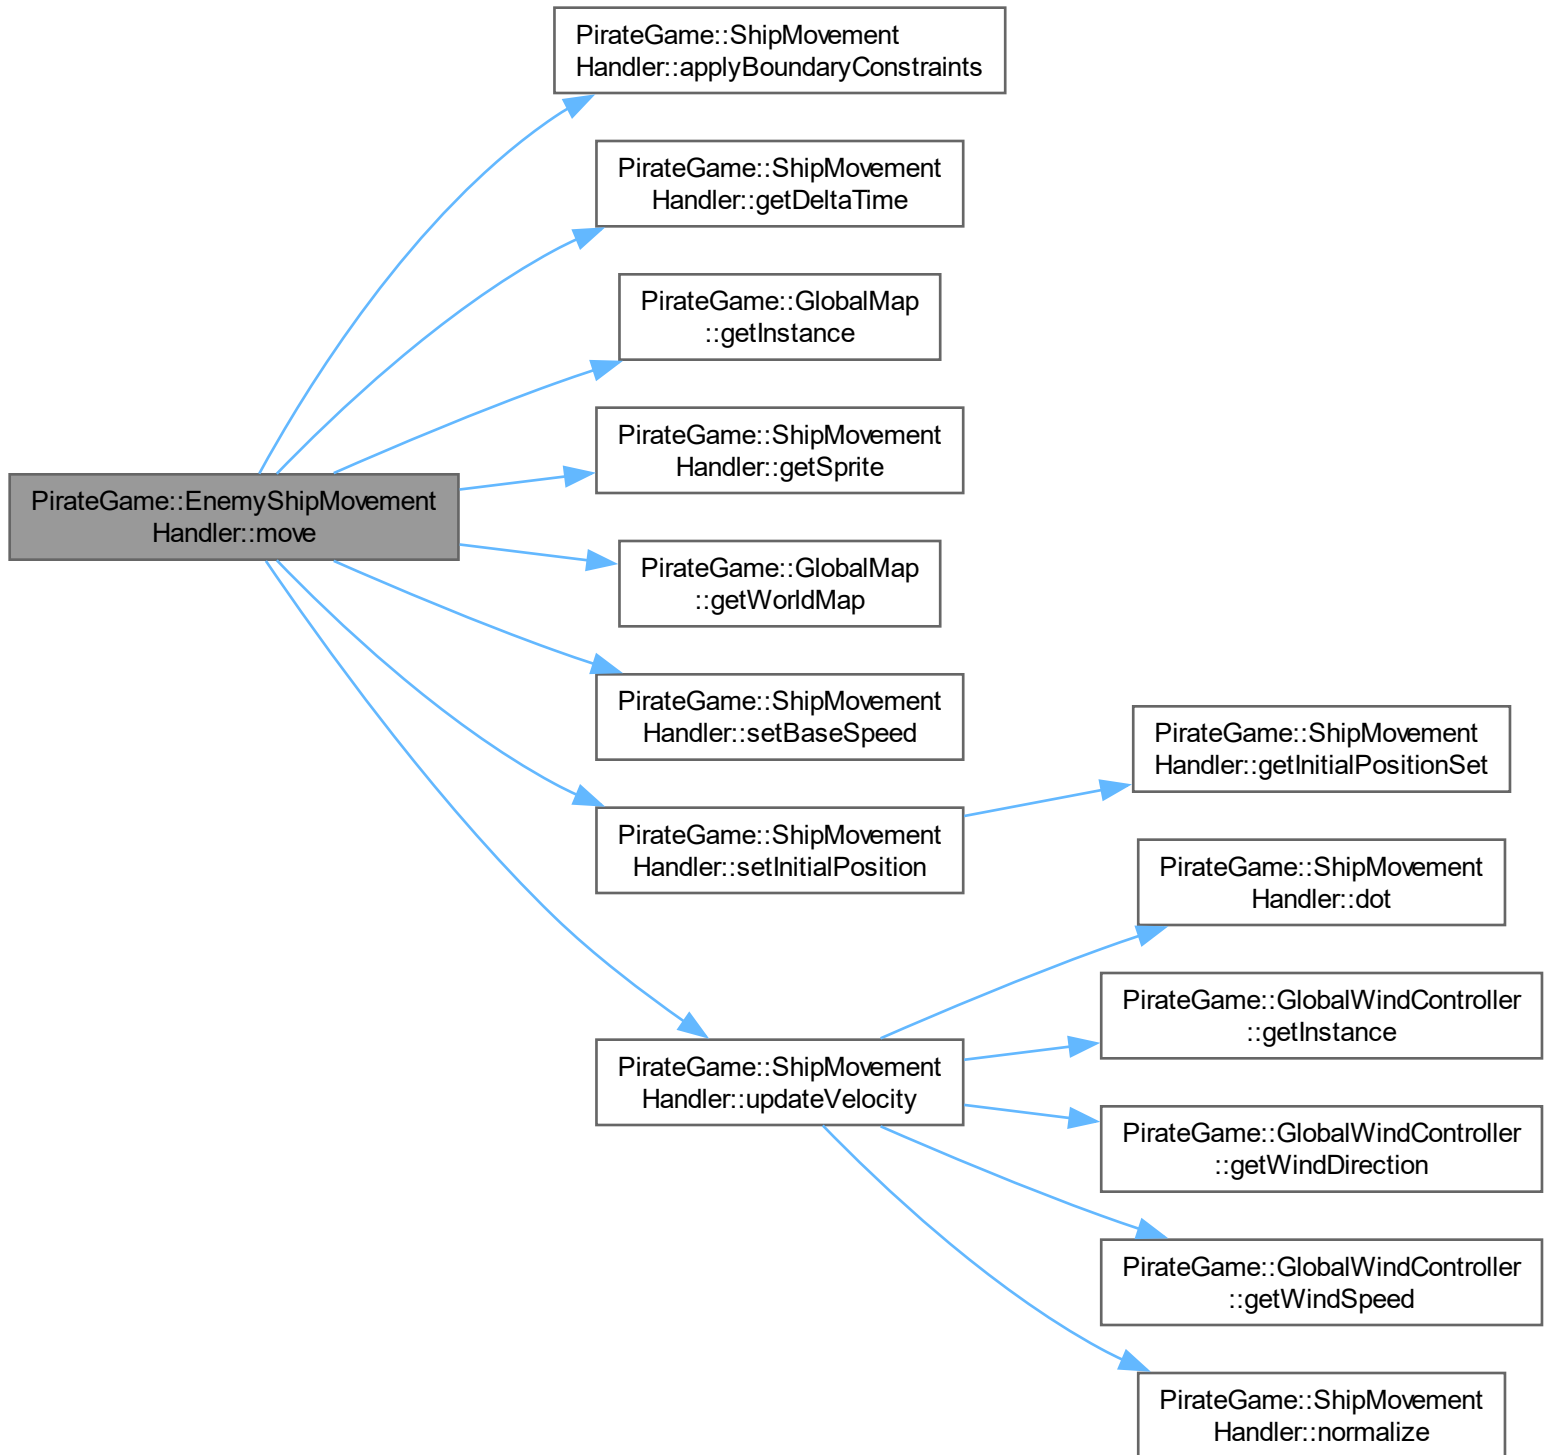 PirateGame::ShipMovement
Handler::applyBoundaryConstraints
PirateGame::ShipMovement
Handler::getDeltaTime
PirateGame::GlobalMap
::getInstance
PirateGame::ShipMovement
Handler::getSprite
PirateGame::EnemyShipMovement
Handler::move
PirateGame::GlobalMap
::getWorldMap
PirateGame::ShipMovement
Handler::setBaseSpeed
PirateGame::ShipMovement
Handler::getInitialPositionSet
PirateGame::ShipMovement
Handler::setInitialPosition
PirateGame::ShipMovement
Handler::dot
PirateGame::GlobalWindController
::getInstance
PirateGame::ShipMovement
Handler::updateVelocity
PirateGame::GlobalWindController
::getWindDirection
PirateGame::GlobalWindController
::getWindSpeed
PirateGame::ShipMovement
Handler::normalize